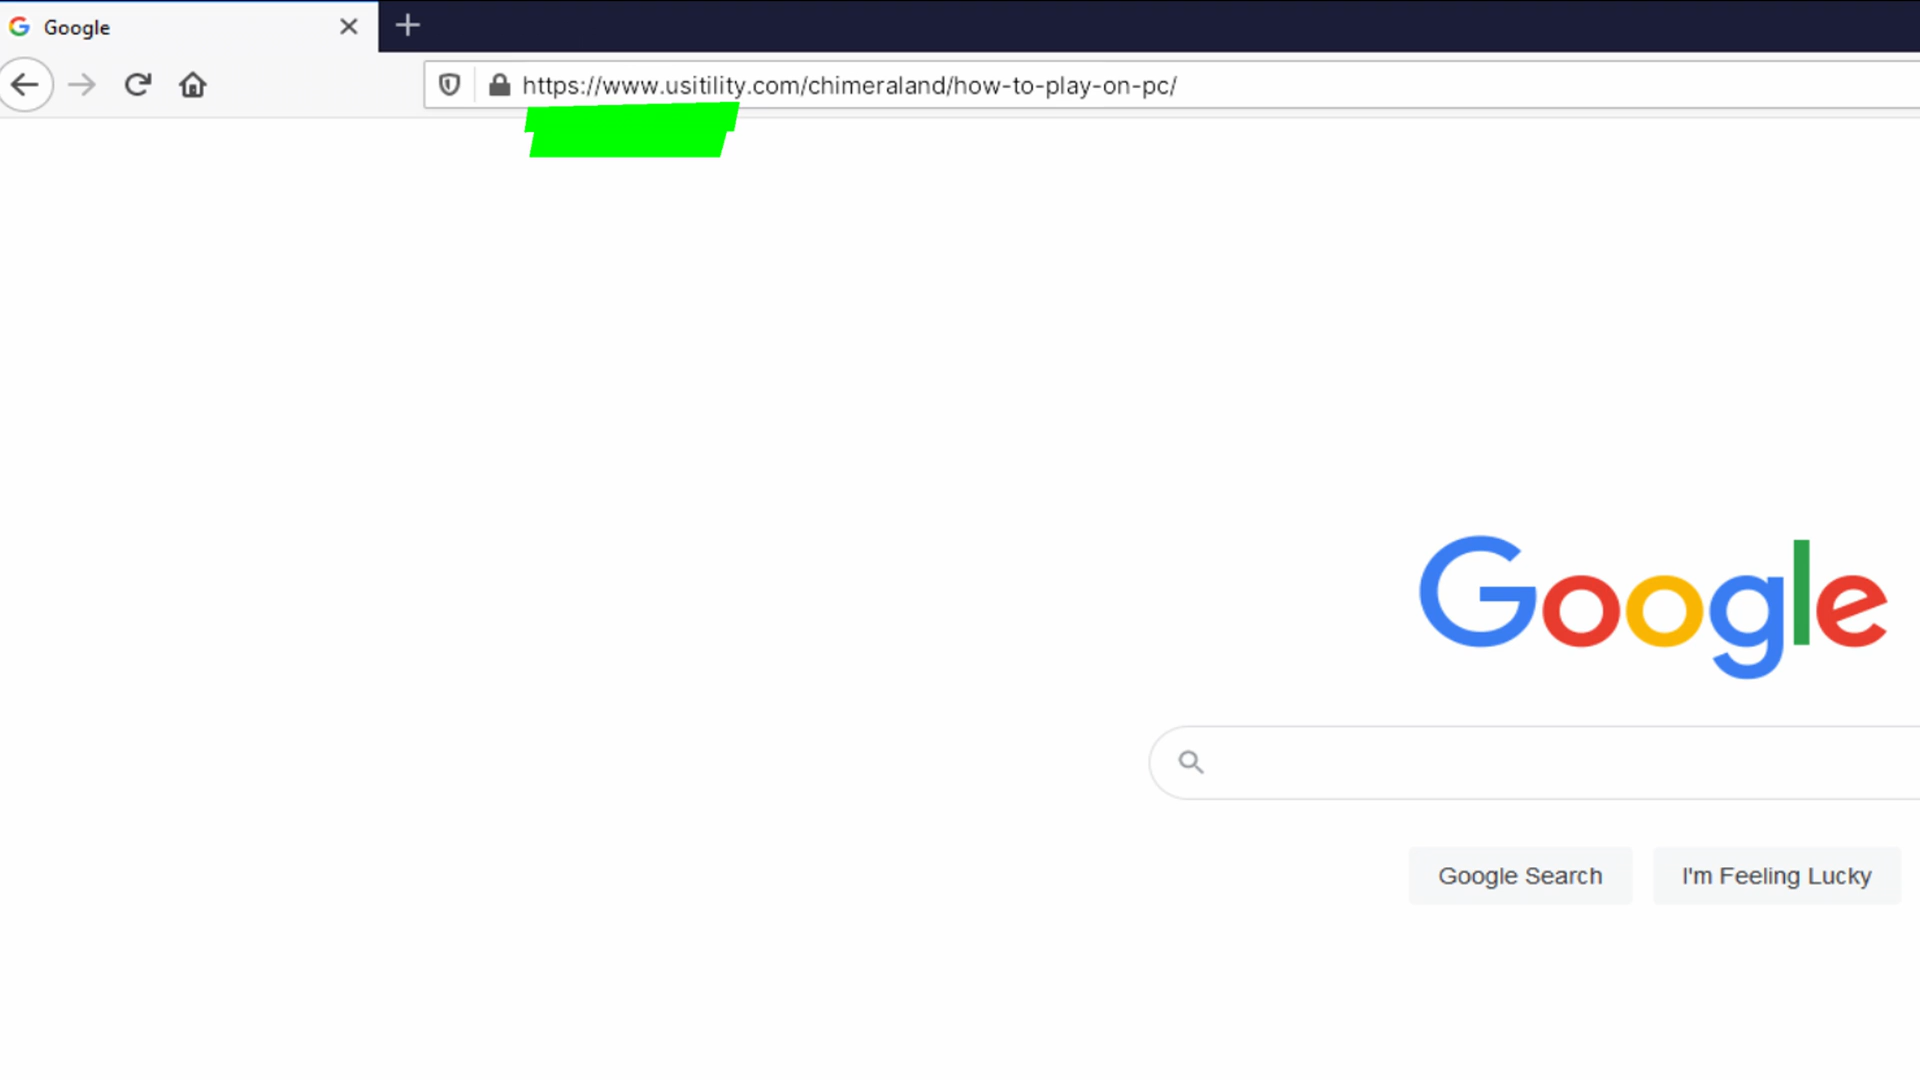 Google
https://www.usitility.com/chimeraland/how-to-play-on-pc/
Google
Google Search
I'm Feeling Lucky